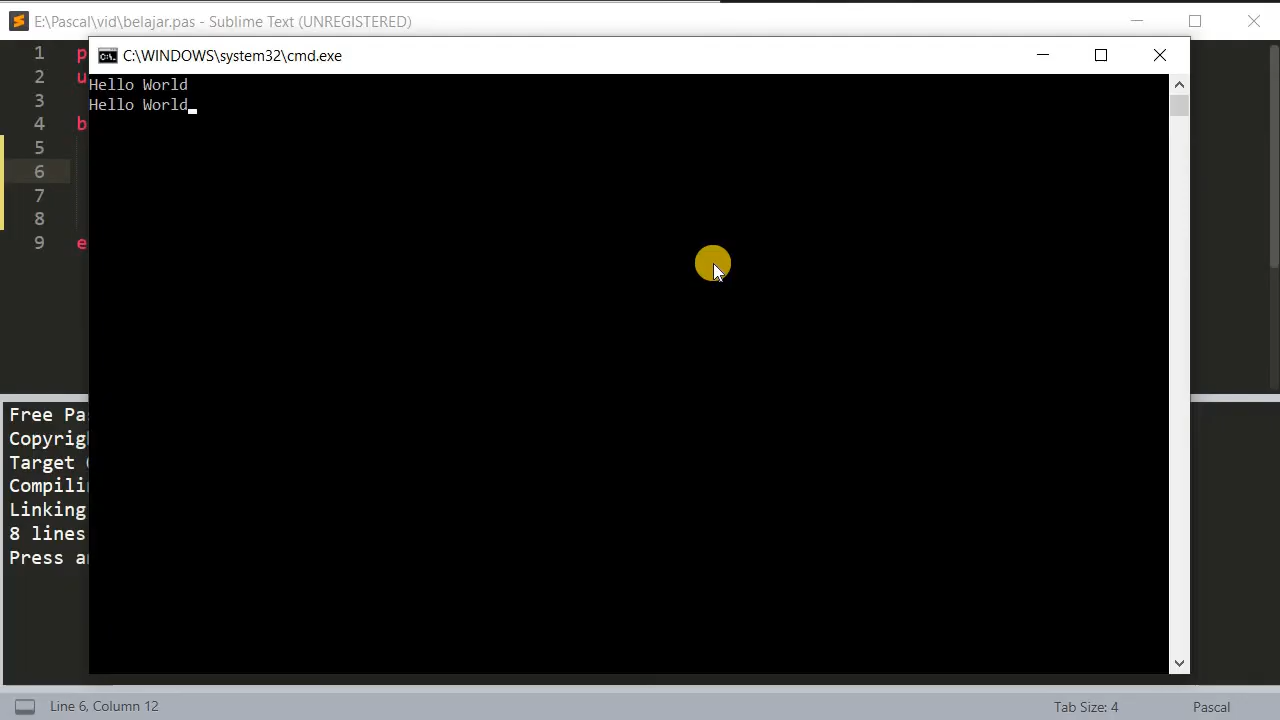 E:\Pascal\vid\belajar.pas - Sublime Text (UNREGISTERED)
C:\WINDOWS\system32\cmd.exe
Hello World
Hello World
1 p
2 u
3
4 b
5
6
7
8
9 e
Free Pa
Copyrigh
Target
Compilin
Linking
8 lines
Press a
Line 6, Column 12
Tab Size: 4
Pascal